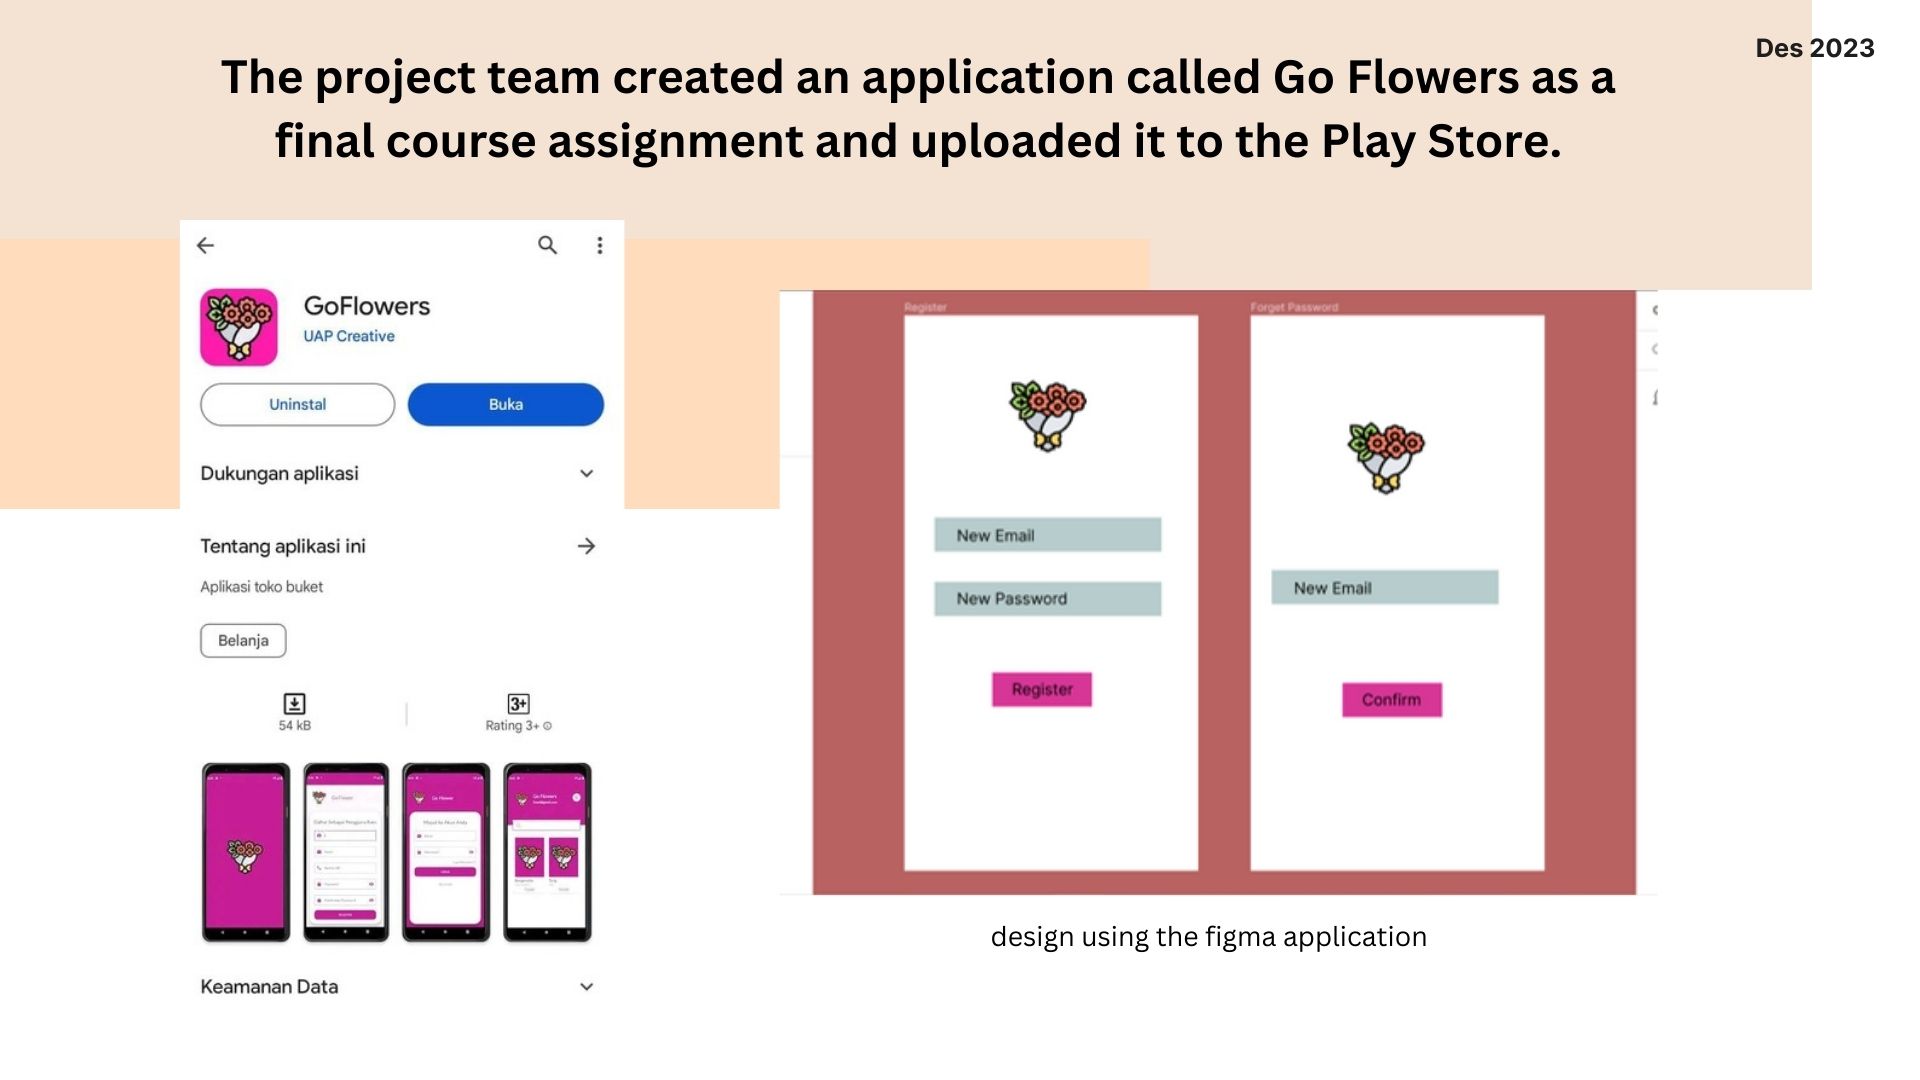 Des 2023
The project team created an application called Go Flowers as a
final course assignment and uploaded it to the Play Store.
GoFlowers
UAP Creative
Uninstal
Buka
Dukungan aplikasi
Tentang aplikasi ini
Aplikasi toko buket
Belanja
54 kB
3+
Rating 3+
Go Flowers
Keamanan Data
Register
New Email
New Password
Register
Forget Password
New Email
Confirm
design using the figma application